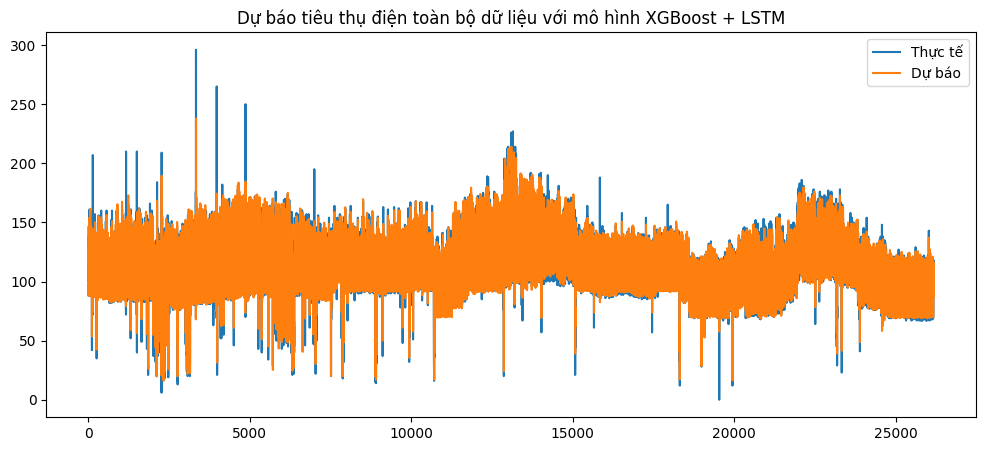 Dự báo tiêu thụ điện toàn bộ dữ liệu với mô hình XGBoost + LSTM
Thực tế
Dự báo
300
250
200
150
100
50
0
0 5000 10000 15000 20000 25000